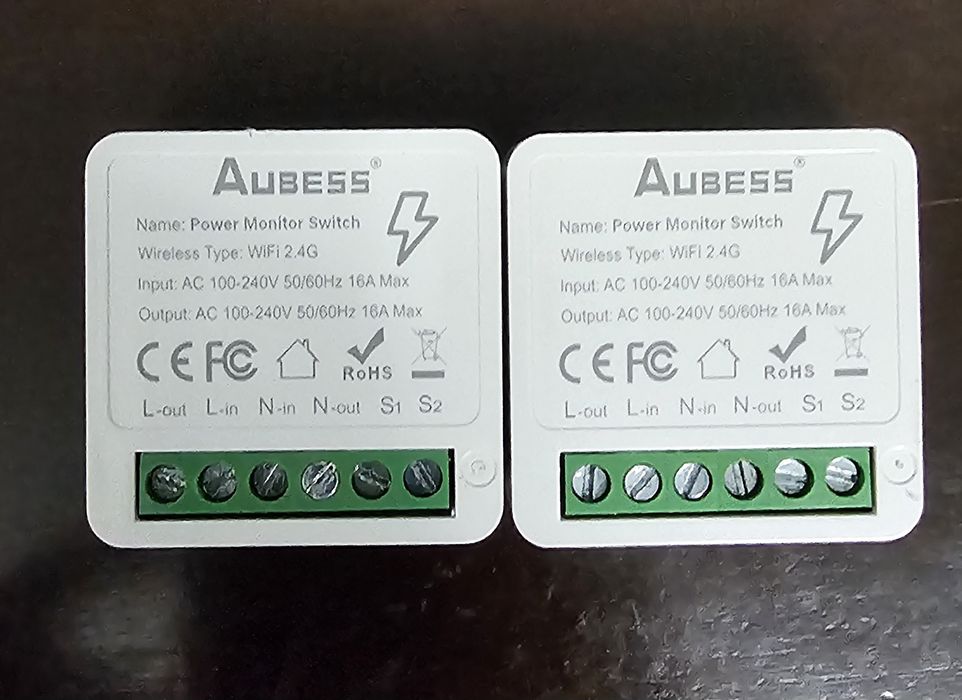 AUBESS®
Name: Power Monitor Switch
Wireless Type: WiFi 2.4G
Input: AC 100-240V 50/60Hz 16A Max
Output: AC 100-240V 50/60Hz 16A Max
CE FC RoHS
L-out L-in N-in N-out S1 S2
AUBESS®
Name: Power Monitor Switch
Wireless Type: WiFi 2.4G
Input: AC 100-240V 50/60Hz 16A Max
Output: AC 100-240V 50/60Hz 16A Max
CE FC RoHS
L-out L-in N-in N-out S1 S2